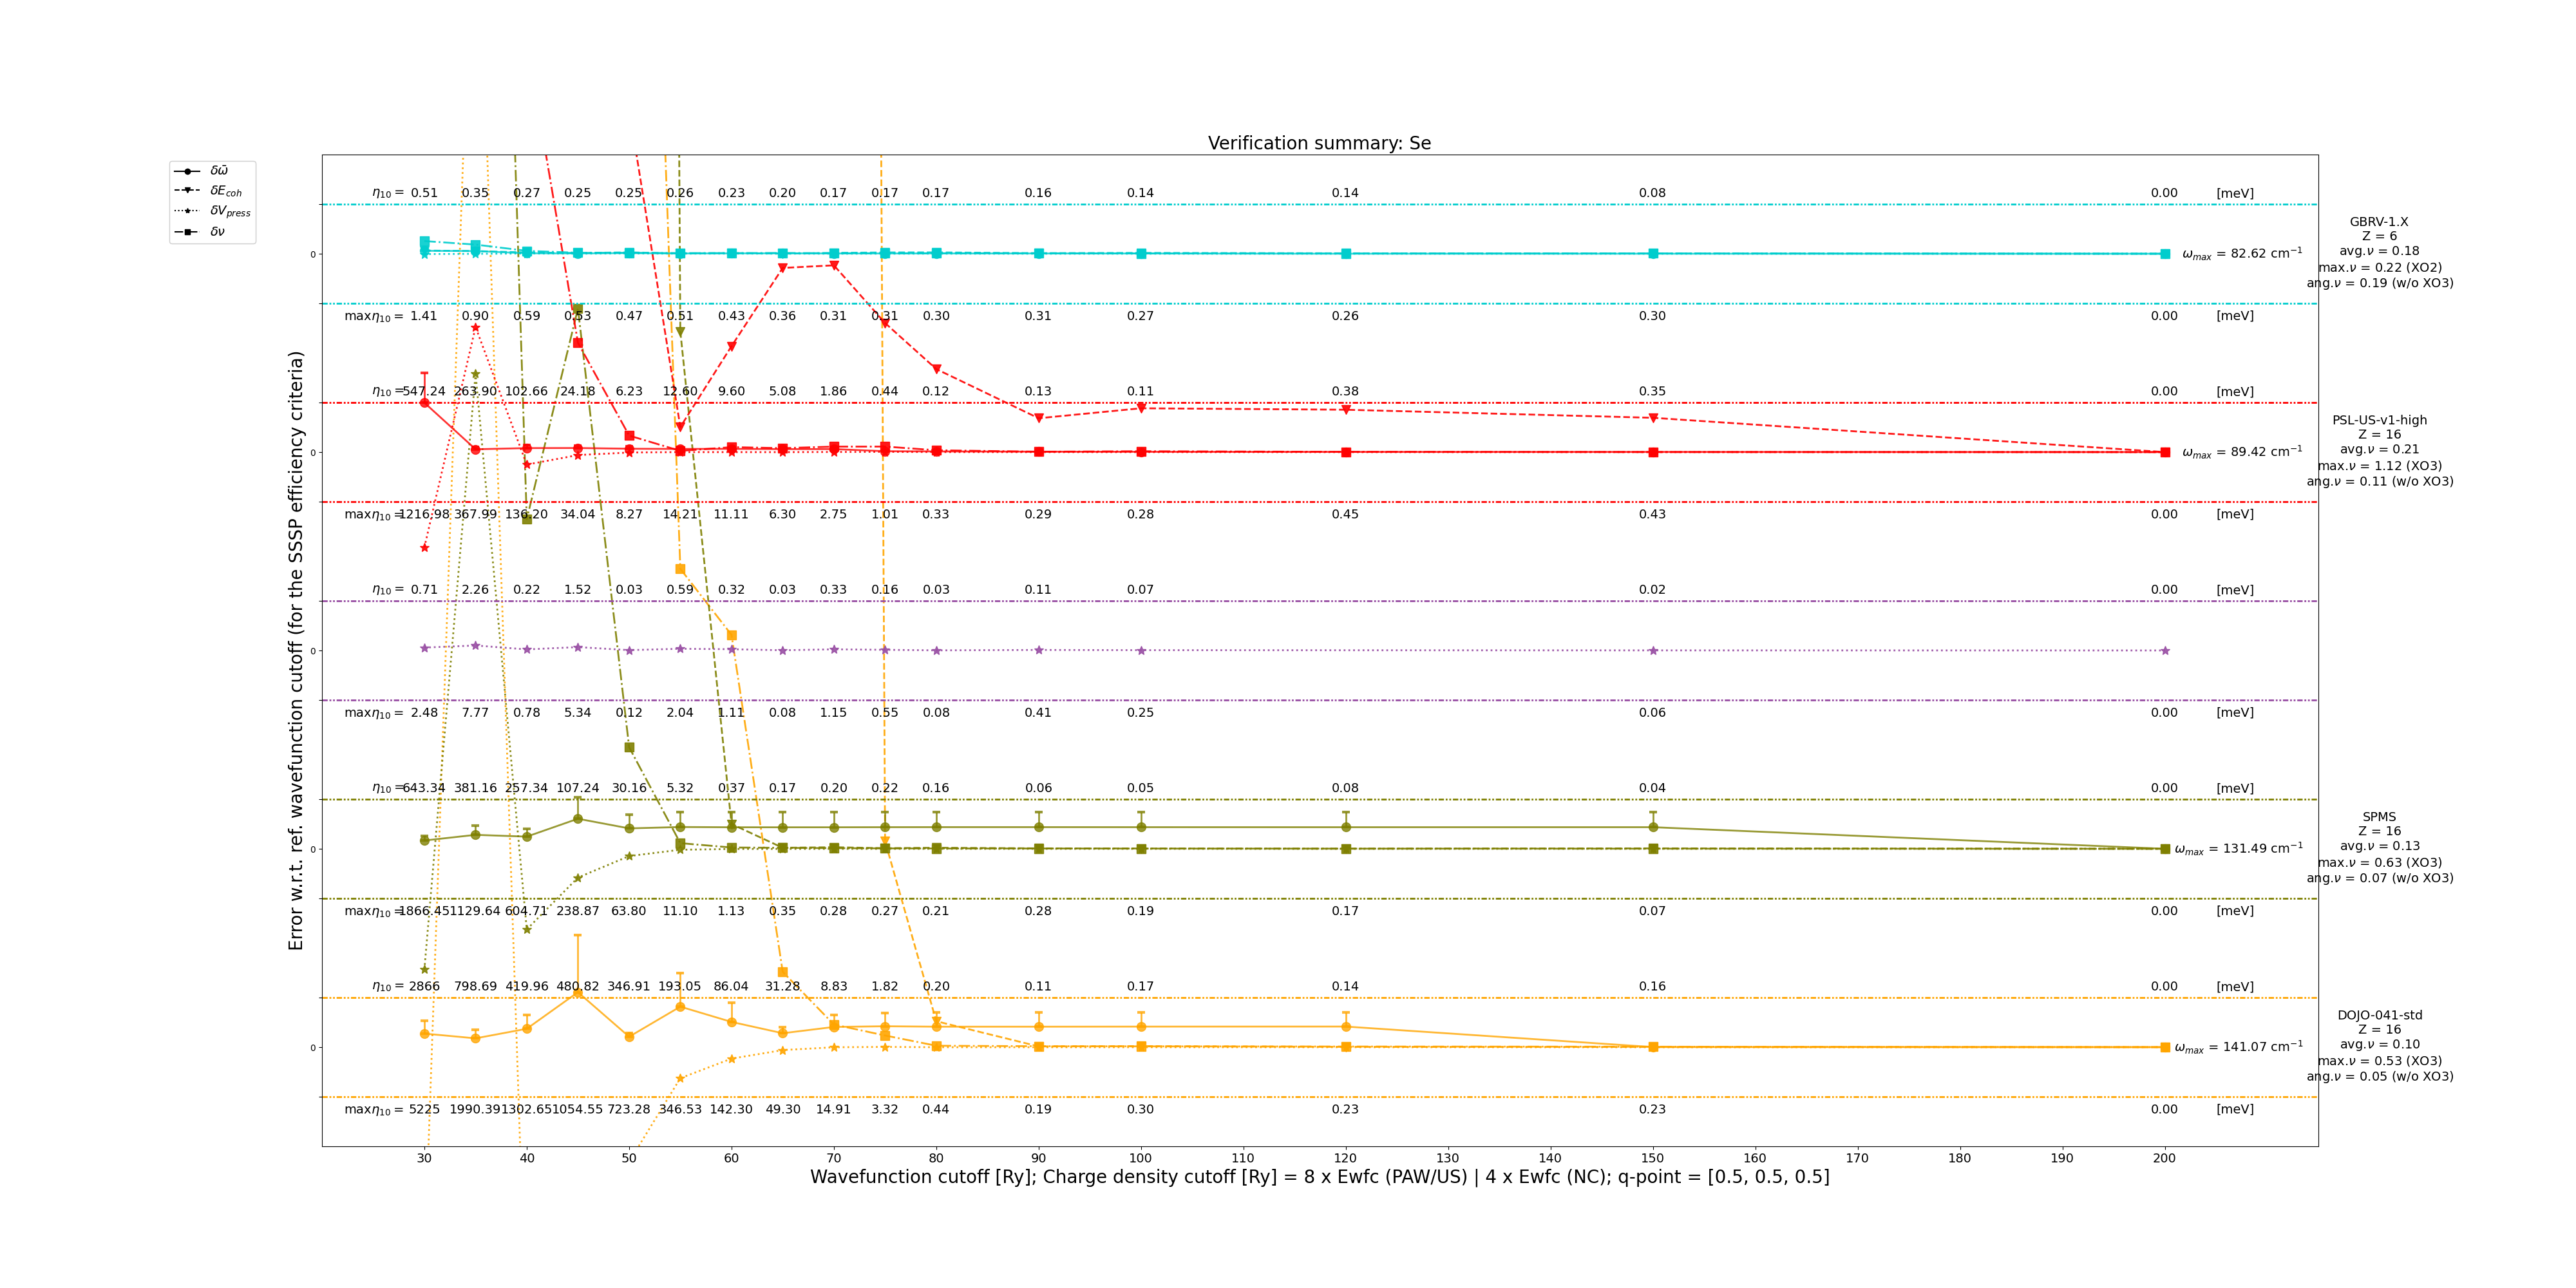 Verification summary: Se
δω̄
δE_coh
δV_press
δν
Error w.r.t. ref. wavefunction cutoff (for the SSSP efficiency criteria)
η₁₀ = 0.51 0.35 0.27 0.25 0.25 0.26 0.23 0.20 0.17 0.17 0.17 0.16 0.14 0.14 0.08 0.00 [meV]
0
ω_max = 82.62 cm⁻¹
GBRV-1.X
Z = 6
avg.ν = 0.18
max.ν = 0.22 (XO2)
ang.ν = 0.19 (w/o XO3)
maxη₁₀ = 1.41 0.90 0.59 0.53 0.47 0.51 0.43 0.36 0.31 0.31 0.30 0.31 0.27 0.26 0.30 0.00 [meV]
η₁₀ = 547.24 263.90 102.66 24.18 6.23 12.60 9.60 5.08 1.86 0.44 0.12 0.13 0.11 0.38 0.35 0.00 [meV]
0
ω_max = 89.42 cm⁻¹
PSL-US-v1-high
Z = 16
avg.ν = 0.21
max.ν = 1.12 (XO3)
ang.ν = 0.11 (w/o XO3)
maxη₁₀ = 1216.98 367.99 136.20 34.04 8.27 14.21 11.11 6.30 2.75 1.01 0.33 0.29 0.28 0.45 0.43 0.00 [meV]
η₁₀ = 0.71 2.26 0.22 1.52 0.03 0.59 0.32 0.03 0.33 0.16 0.03 0.11 0.07 0.02 0.00 [meV]
0
maxη₁₀ = 2.48 7.77 0.78 5.34 0.12 2.04 1.11 0.08 1.15 0.55 0.08 0.41 0.25 0.06 0.00 [meV]
η₁₀ = 643.34 381.16 257.34 107.24 30.16 5.32 0.37 0.17 0.20 0.22 0.16 0.06 0.05 0.08 0.04 0.00 [meV]
0
ω_max = 131.49 cm⁻¹
SPMS
Z = 16
avg.ν = 0.13
max.ν = 0.63 (XO3)
ang.ν = 0.07 (w/o XO3)
maxη₁₀ = 1866.45 1129.64 604.71 238.87 63.80 11.10 1.13 0.35 0.28 0.27 0.21 0.28 0.19 0.17 0.07 0.00 [meV]
η₁₀ = 2866 798.69 419.96 480.82 346.91 193.05 86.04 31.28 8.83 1.82 0.20 0.11 0.17 0.14 0.16 0.00 [meV]
0
ω_max = 141.07 cm⁻¹
DOJO-041-std
Z = 16
avg.ν = 0.10
max.ν = 0.53 (XO3)
ang.ν = 0.05 (w/o XO3)
maxη₁₀ = 5225 1990.39 1302.65 1054.55 723.28 346.53 142.30 49.30 14.91 3.32 0.44 0.19 0.30 0.23 0.23 0.00 [meV]
30 40 50 60 70 80 90 100 110 120 130 140 150 160 170 180 190 200
Wavefunction cutoff [Ry]; Charge density cutoff [Ry] = 8 x Ewfc (PAW/US) | 4 x Ewfc (NC); q-point = [0.5, 0.5, 0.5]